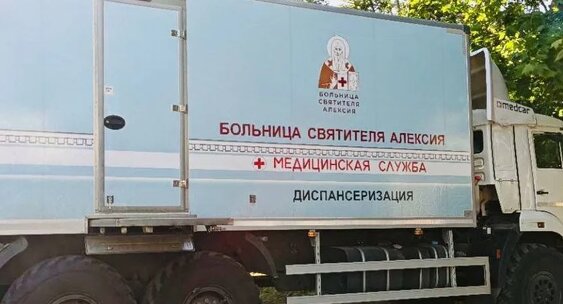 БОЛЬНИЦА
СВЯТИТЕЛЯ
АЛЕКСИЯ
БОЛЬНИЦА СВЯТИТЕЛЯ АЛЕКСИЯ
+ МЕДИЦИНСКАЯ СЛУЖБА
ДИСПАНСЕРИЗАЦИЯ
medcar